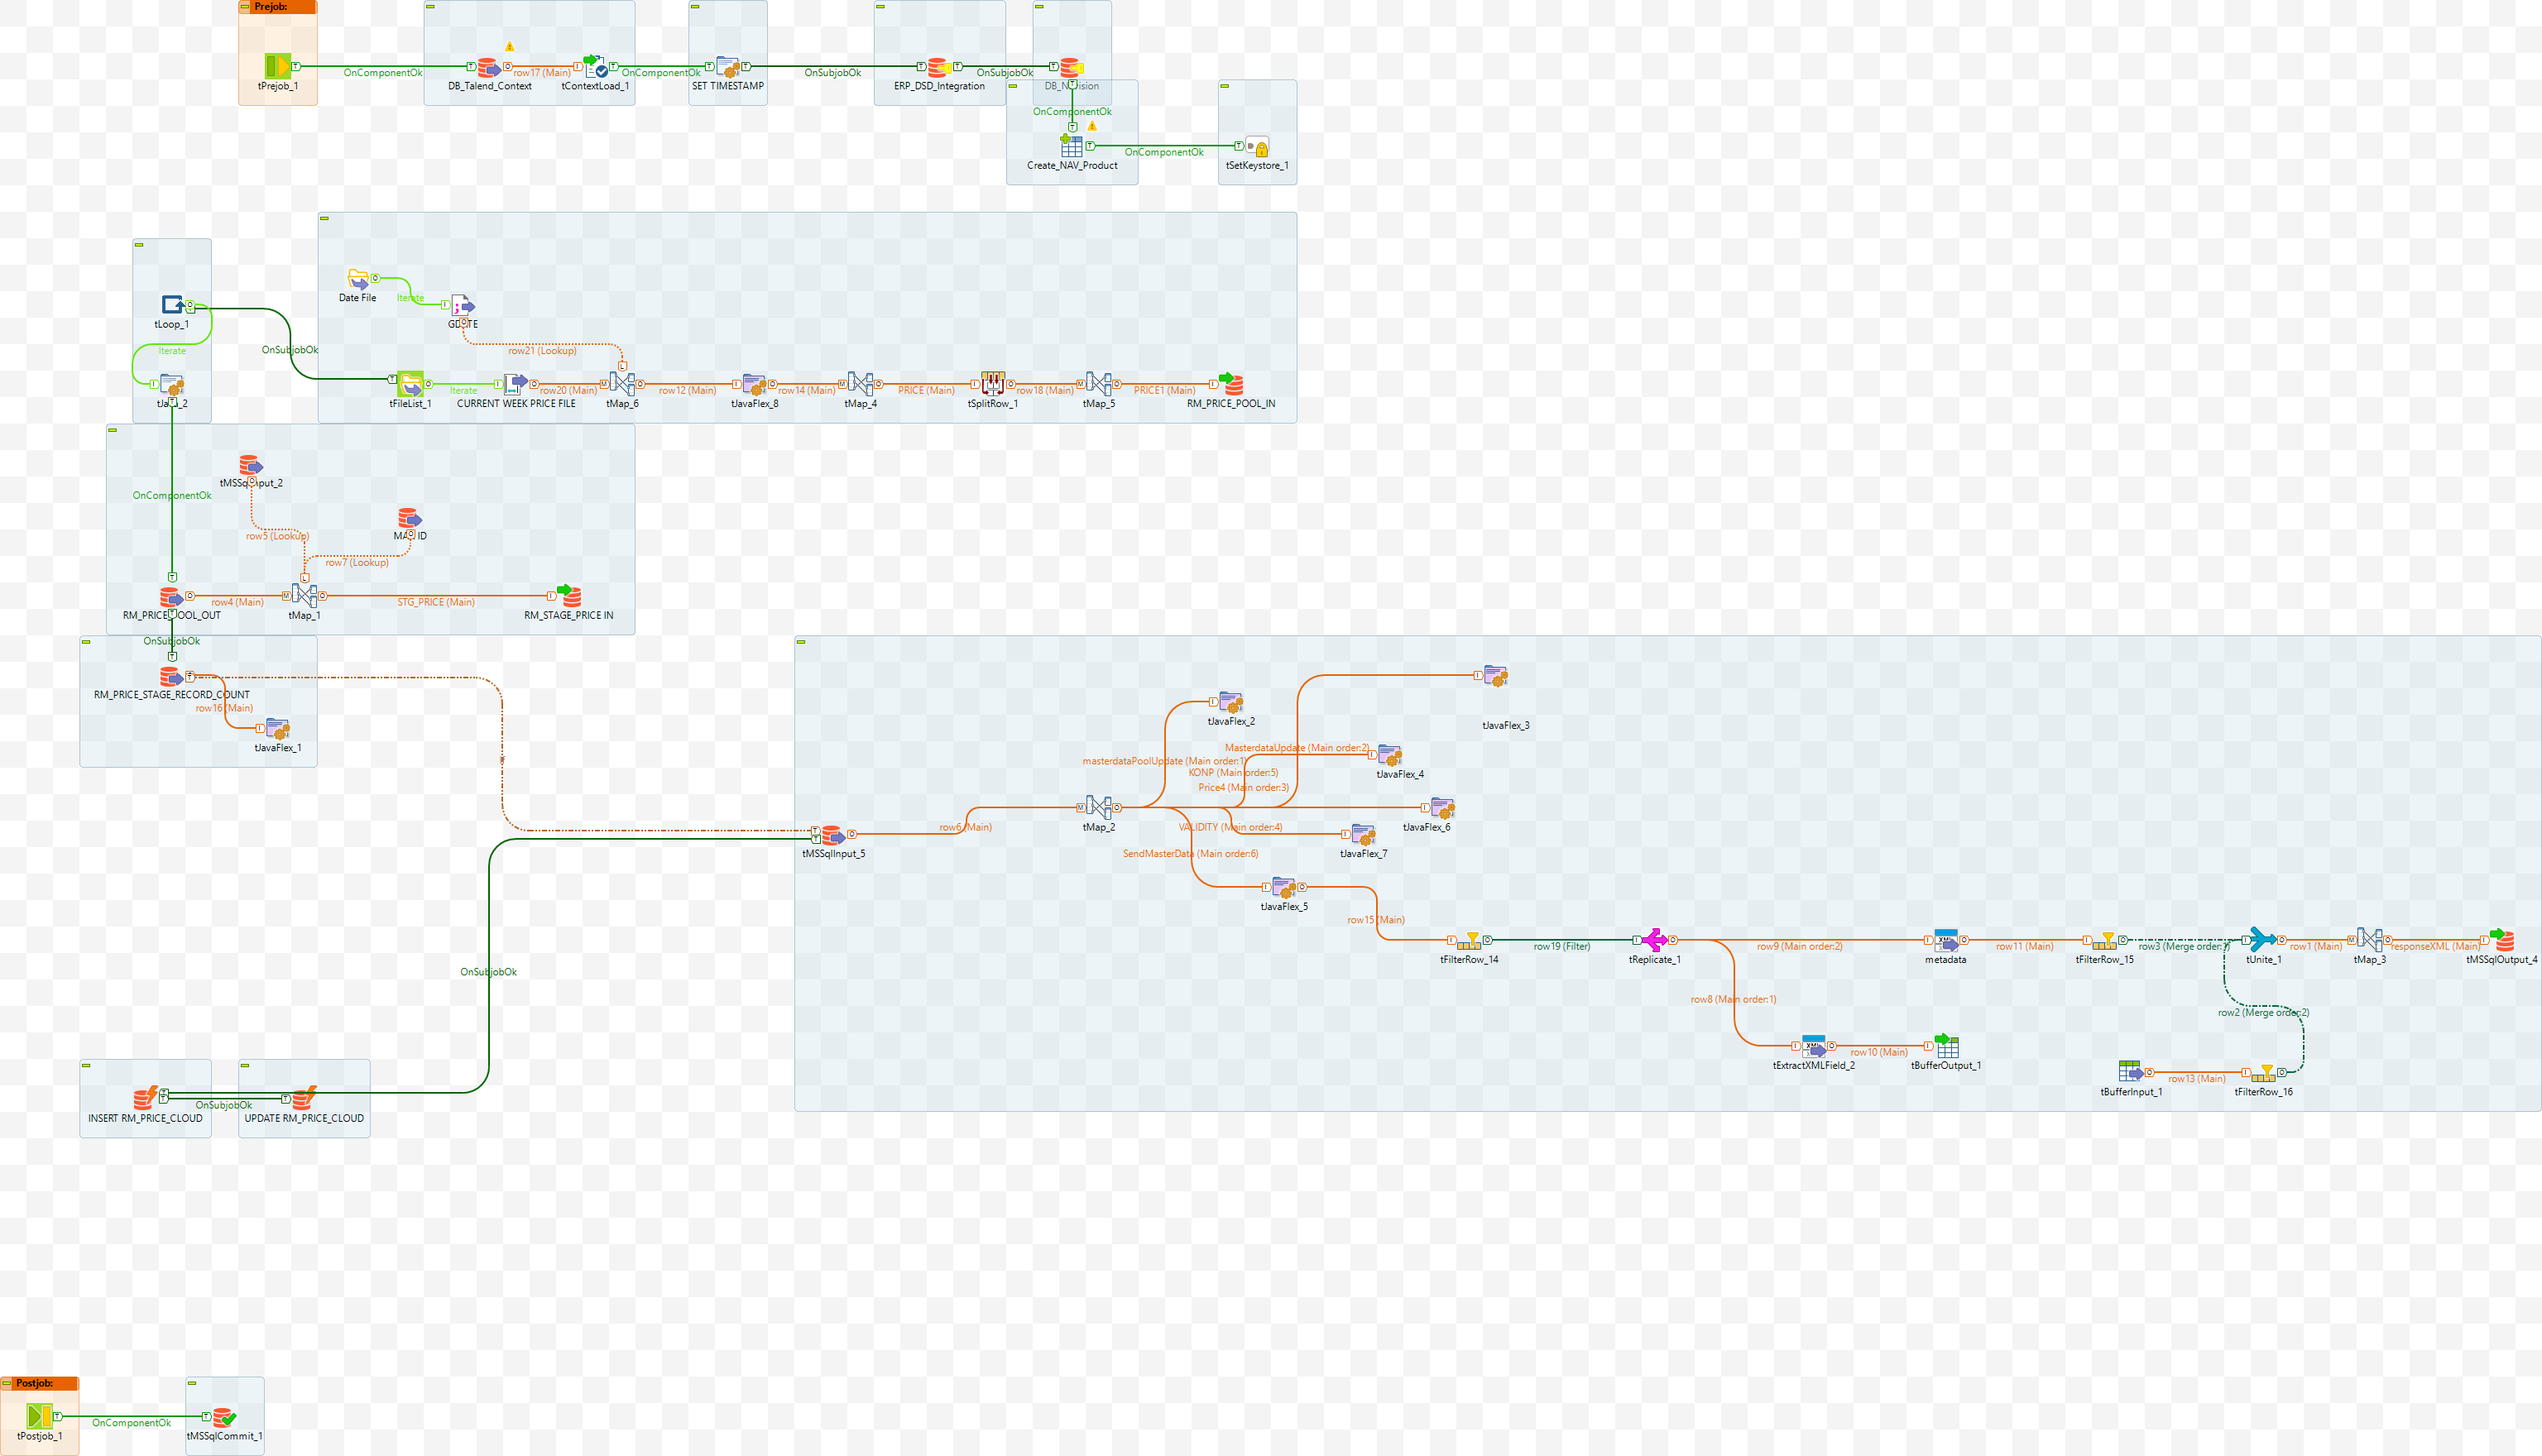 Prejob:
tPrejob_1
OnComponentOk
DB_Talend_Context
row17 (Main)
tContextLoad_1
OnComponentOk
SET TIMESTAMP
OnSubjobOk
ERP_DSD_Integration
OnSubjobOk
OnComponentOk
Create_NAV_Product
OnComponentOk
tSetKeystore_1
tLoop_1
Iterate
OnSubjobOk
Date File
Iterate
row21 (Lookup)
tFileList_1
Iterate
CURRENT WEEK PRICE FILE
row20 (Main)
tMap_6
row12 (Main)
tJavaFlex_8
row14 (Main)
tMap_4
PRICE (Main)
tSplitRow_1
row18 (Main)
tMap_5
PRICE1 (Main)
RM_PRICE_POOL_IN
OnComponentOk
row5 (Lookup)
row7 (Lookup)
row4 (Main)
tMap_1
STG_PRICE (Main)
RM_STAGE_PRICE IN
OnSubjobOk
RM_PRICE_STAGE_RECORD_COUNT
row16 (Main)
tJavaFlex_1
tJavaFlex_2
tJavaFlex_3
MasterdataUpdate (Main order:2)
masterdataPoolUpdate (Main order:1)
KONP (Main order:5)
tJavaFlex_4
Price4 (Main order:3)
tMSSqlInput_5
row6 (Main)
tMap_2
VALIDITY (Main order:4)
tJavaFlex_6
tJavaFlex_7
SendMasterData (Main order:6)
tJavaFlex_5
row15 (Main)
tFilterRow_14
row19 (Filter)
tReplicate_1
row9 (Main order:2)
metadata
row11 (Main)
tFilterRow_15
row3 (Merge order:1)
tUnite_1
row1 (Main)
tMap_3
responseXML (Main)
tMSSqlOutput_4
row8 (Main order:1)
row2 (Merge order:2)
tExtractXMLField_2
row10 (Main)
tBufferOutput_1
tBufferInput_1
row13 (Main)
tFilterRow_16
OnSubjobOk
INSERT RM_PRICE_CLOUD
OnSubjobOk
UPDATE RM_PRICE_CLOUD
Postjob:
tPostjob_1
OnComponentOk
tMSSqlCommit_1